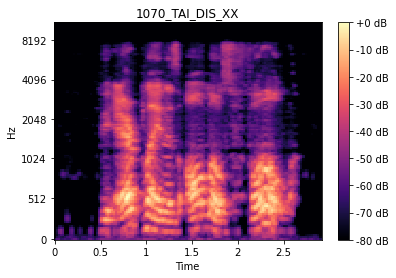 1070_TAI_DIS_XX
8192
4096
2048
1024
512
0
Hz
0
0.5
1
1.5
2
2.5
Time
+0 dB
-10 dB
-20 dB
-30 dB
-40 dB
-50 dB
-60 dB
-70 dB
-80 dB